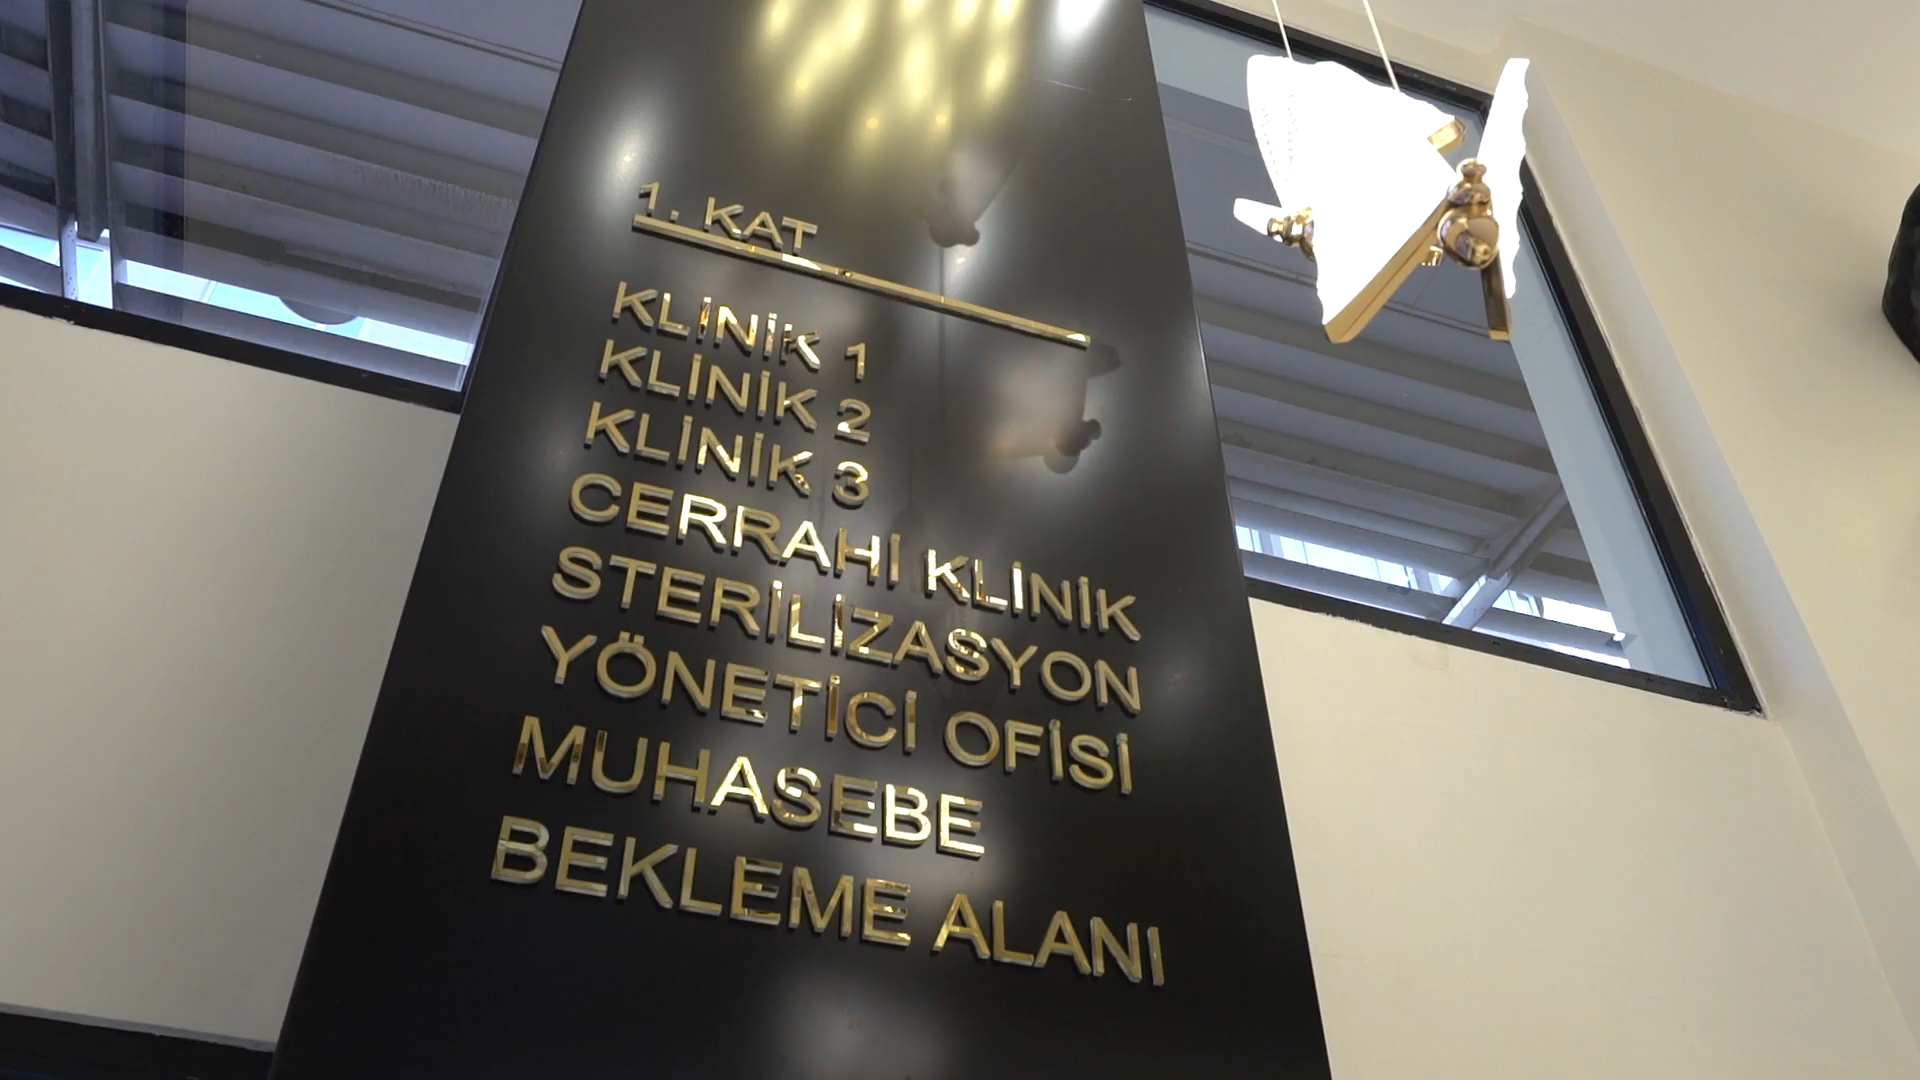 1. KAT
KLİNİK 1
KLİNİK 2
KLİNİK 3
CERRAHİ KLİNİK
STERİLİZASYON
YÖNETİCİ OFİSİ
MUHASEBE
BEKLEME ALANI